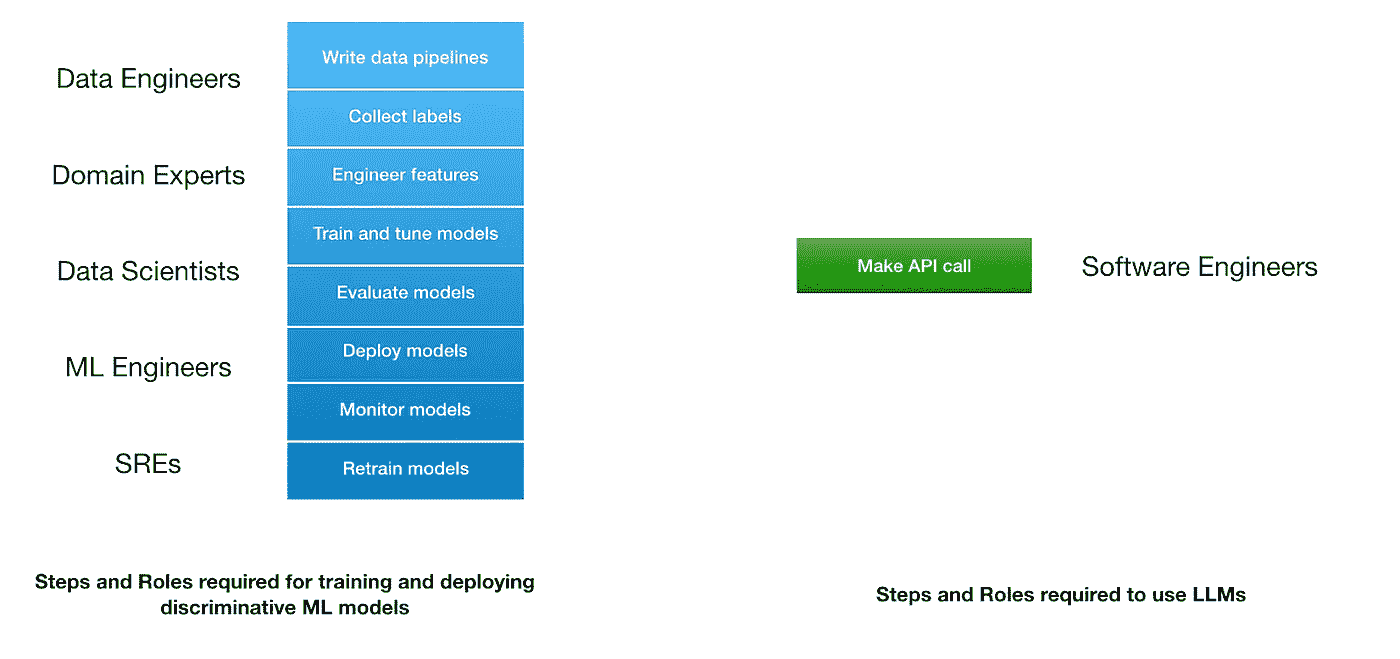 Data Engineers
Domain Experts
Data Scientists
ML Engineers
SREs
Write data pipelines
Collect labels
Engineer features
Train and tune models
Evaluate models
Deploy models
Monitor models
Retrain models
Steps and Roles required for training and deploying
discriminative ML models
Make API call
Software Engineers
Steps and Roles required to use LLMs